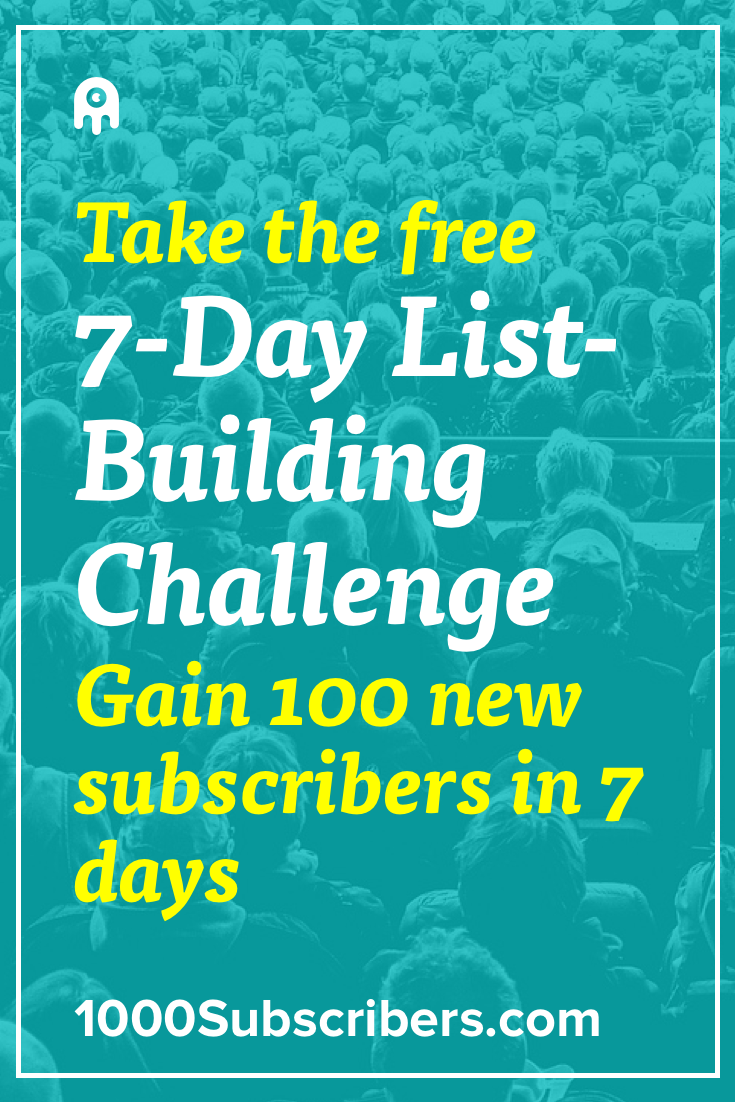 Take the free
7-Day List-
Building
Challenge
Gain 100 new
subscribers in 7
days
1000Subscribers.com